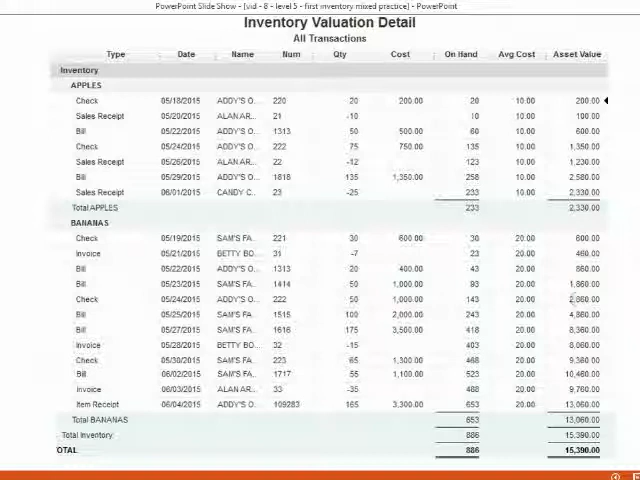 PowerPoint Slide Show - [vid - 8 - level 5 - first inventory mixed practice] - PowerPoint
Inventory Valuation Detail
All Transactions
Type Date Name Num Qty Cost On Hand Avg Cost Asset Value
Inventory
APPLES
Check 05/18/2015 ADDY'S O... 220 20 200.00 20 10.00 200.00
Sales Receipt 05/20/2015 ALAN AR... 21 -10 10 10.00 100.00
Bill 05/22/2015 ADDY'S O... 1313 50 500.00 60 10.00 600.00
Check 05/24/2015 ADDY'S O... 222 75 750.00 135 10.00 1,350.00
Sales Receipt 05/26/2015 ALAN AR... 22 -12 123 10.00 1,230.00
Bill 05/29/2015 ADDY'S O... 1818 135 1,350.00 258 10.00 2,580.00
Sales Receipt 06/01/2015 CANDY C... 23 -25 233 10.00 2,330.00
Total APPLES 233 2,330.00
BANANAS
Check 05/19/2015 SAM'S FA... 221 30 600.00 30 20.00 600.00
Invoice 05/21/2015 BETTY BO... 31 -7 23 20.00 460.00
Bill 05/22/2015 ADDY'S O... 1313 20 400.00 43 20.00 860.00
Bill 05/23/2015 SAM'S FA... 1414 50 1,000.00 93 20.00 1,860.00
Check 05/24/2015 ADDY'S O... 222 50 1,000.00 143 20.00 2,860.00
Bill 05/25/2015 SAM'S FA... 1515 100 2,000.00 243 20.00 4,860.00
Bill 05/27/2015 SAM'S FA... 1616 175 3,500.00 418 20.00 8,360.00
Invoice 05/28/2015 BETTY BO... 32 -15 403 20.00 8,060.00
Check 05/30/2015 SAM'S FA... 223 65 1,300.00 468 20.00 9,360.00
Bill 06/02/2015 SAM'S FA... 1717 55 1,100.00 523 20.00 10,460.00
Invoice 06/03/2015 ALAN AR... 33 -35 488 20.00 9,760.00
Item Receipt 06/04/2015 ADDY'S O... 109283 165 3,300.00 653 20.00 13,060.00
Total BANANAS 653 13,060.00
Total Inventory 886 15,390.00
TOTAL 886 15,390.00